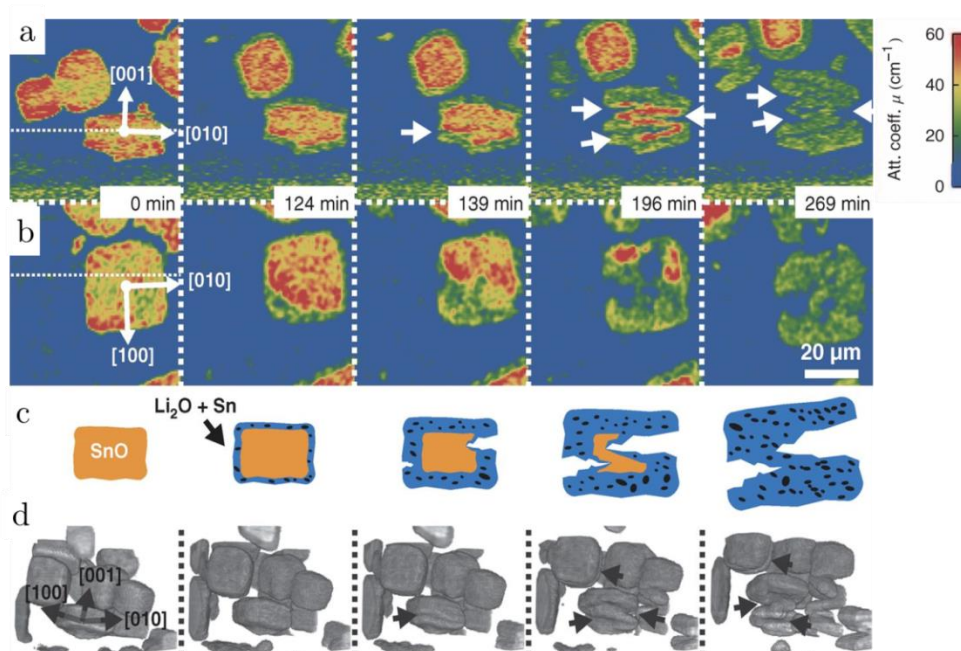 a
[001]
[010]
0 min
124 min
139 min
196 min
269 min
60
40
20
0
Att. coeff. μ (cm⁻¹)
b
[010]
[100]
20 μm
c
Li₂O + Sn
SnO
d
[100]
[001]
[010]